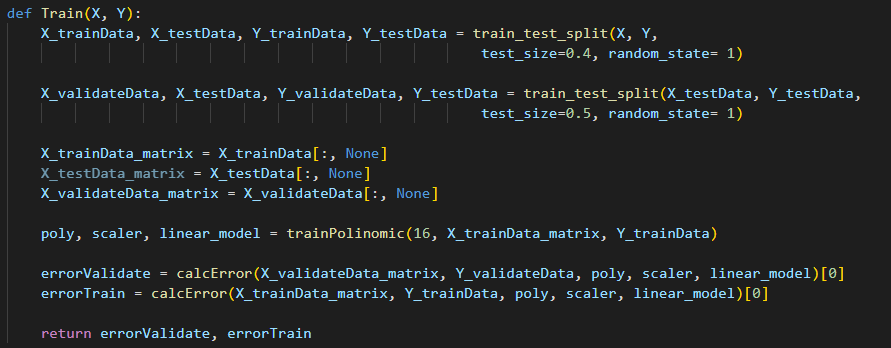 def Train(X, Y):
    X_trainData, X_testData, Y_trainData, Y_testData = train_test_split(X, Y,
                                                        test_size=0.4, random_state= 1)

    X_validateData, X_testData, Y_validateData, Y_testData = train_test_split(X_testData, Y_testData,
                                                        test_size=0.5, random_state= 1)

    X_trainData_matrix = X_trainData[:, None]
    X_testData_matrix = X_testData[:, None]
    X_validateData_matrix = X_validateData[:, None]

    poly, scaler, linear_model = trainPolinomic(16, X_trainData_matrix, Y_trainData)

    errorValidate = calcError(X_validateData_matrix, Y_validateData, poly, scaler, linear_model)[0]
    errorTrain = calcError(X_trainData_matrix, Y_trainData, poly, scaler, linear_model)[0]

    return errorValidate, errorTrain